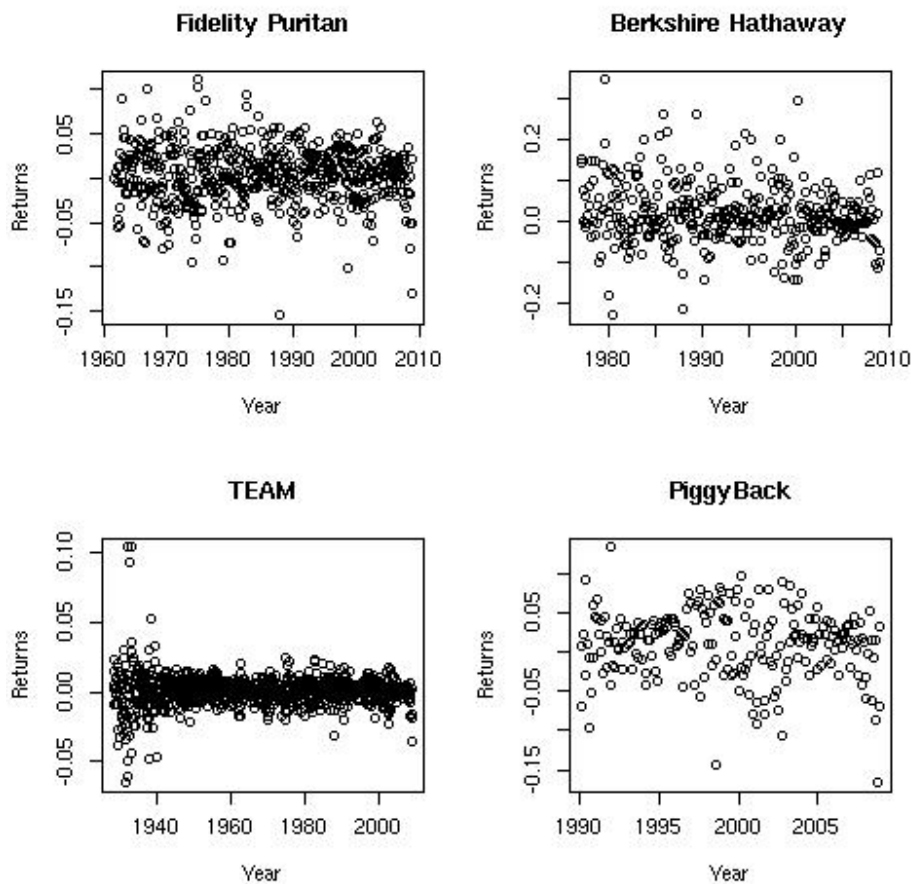 Fidelity Puritan
Returns
0.05
-0.05
-0.15
1960 1970 1980 1990 2000 2010
Year
Berkshire Hathaway
Returns
0.2
0.0
-0.2
1980 1990 2000 2010
Year
TEAM
Returns
0.10
0.05
0.00
-0.05
1940 1960 1980 2000
Year
PiggyBack
Returns
0.05
-0.05
-0.15
1990 1995 2000 2005
Year